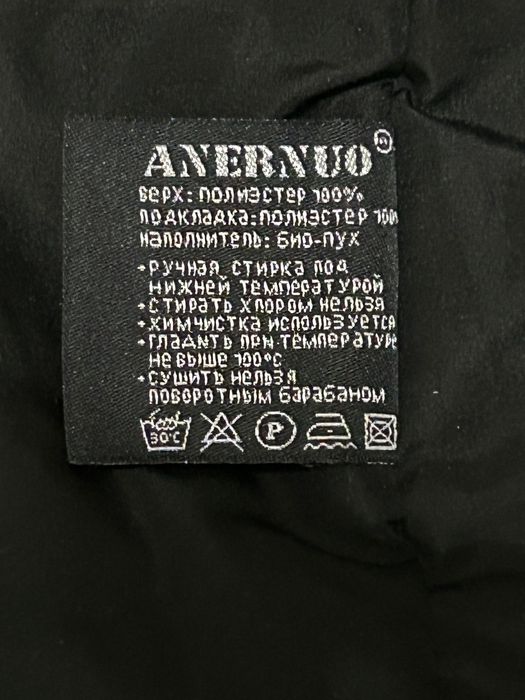 ANERNUO®
верх: полиэстер 100%
подкладка: полиэстер 100%
наполнитель: био-пух
•ручная стирка под
нижней температурой
•стирать хлором нельзя
•химчистка используется
•гладить при температуре
не выше 100°С
•сушить нельзя
поворотным барабаном
30°C P